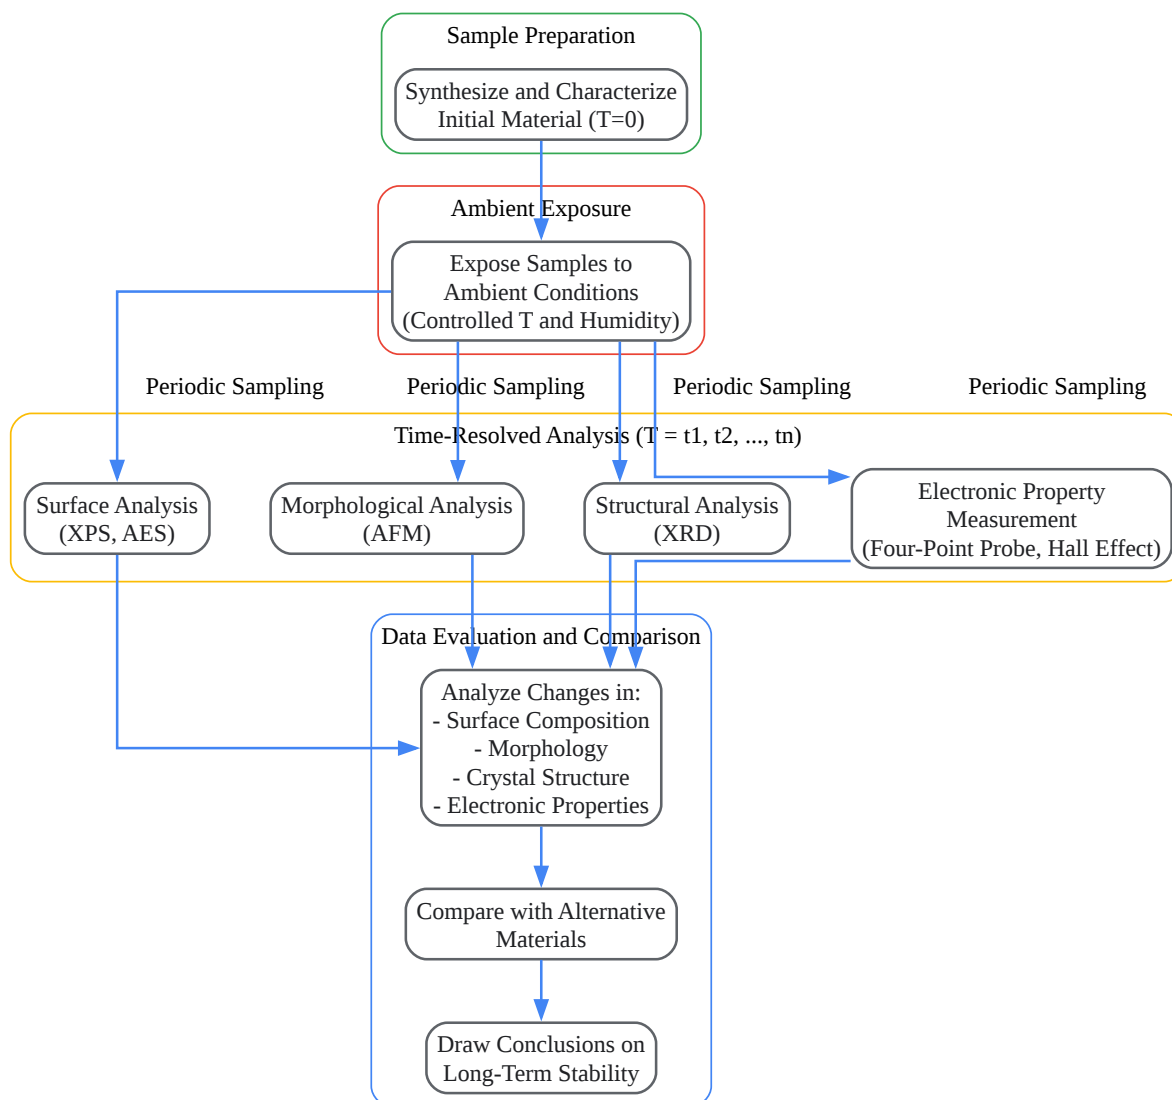 Sample Preparation
Synthesize and Characterize
Initial Material (T=0)
Ambient Exposure
Expose Samples to
Ambient Conditions
(Controlled T and Humidity)
Periodic Sampling
Periodic Sampling
Periodic Sampling
Periodic Sampling
Time-Resolved Analysis (T = t1, t2, ..., tn)
Surface Analysis
(XPS, AES)
Morphological Analysis
(AFM)
Structural Analysis
(XRD)
Electronic Property
Measurement
(Four-Point Probe, Hall Effect)
Data Evaluation and Comparison
Analyze Changes in:
- Surface Composition
- Morphology
- Crystal Structure
- Electronic Properties
Compare with Alternative
Materials
Draw Conclusions on
Long-Term Stability